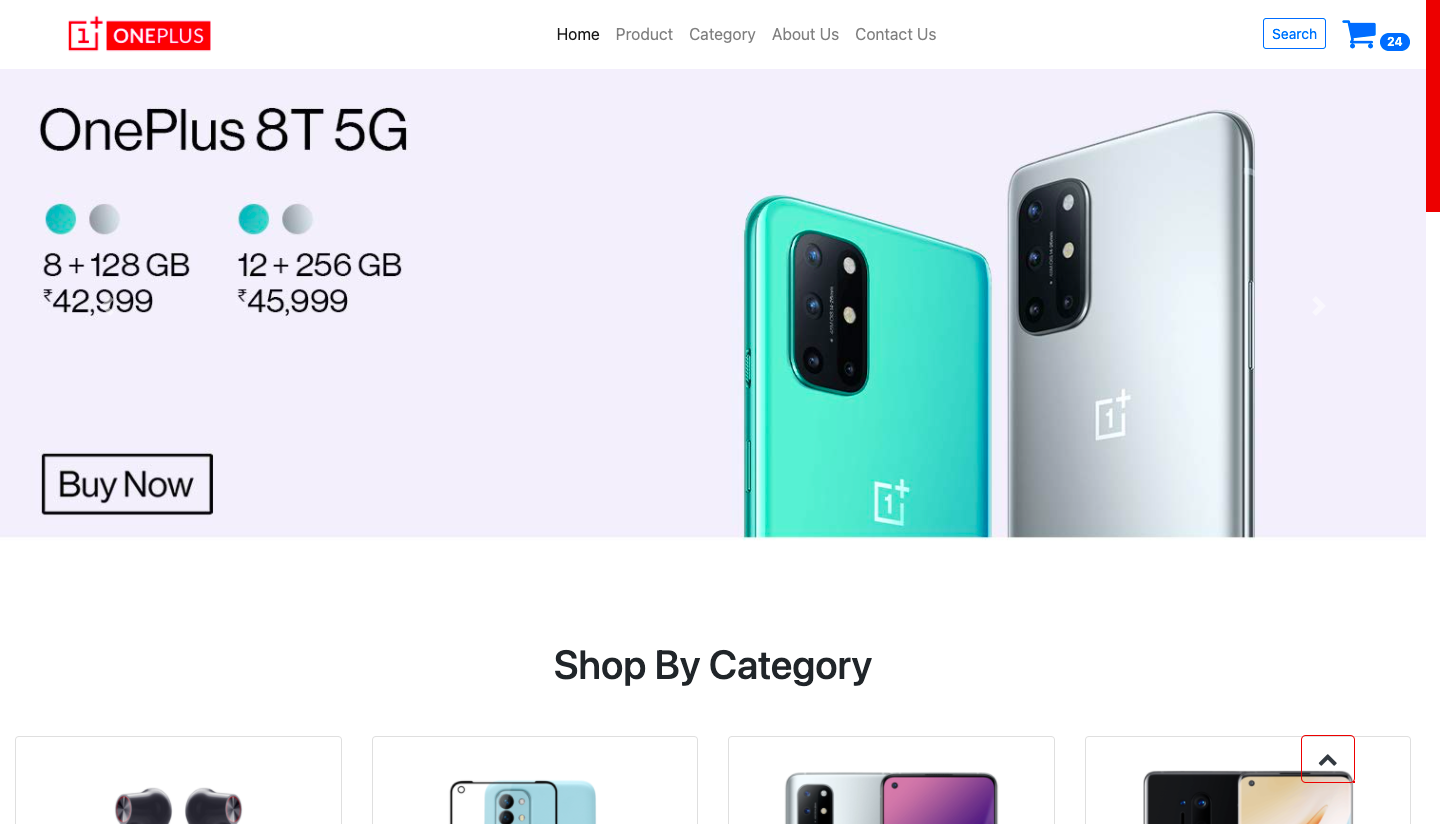 1+ ONEPLUS
Home Product Category About Us Contact Us
Search
24
OnePlus 8T 5G
8 + 128 GB
₹42,999
12 + 256 GB
₹45,999
Buy Now
Shop By Category